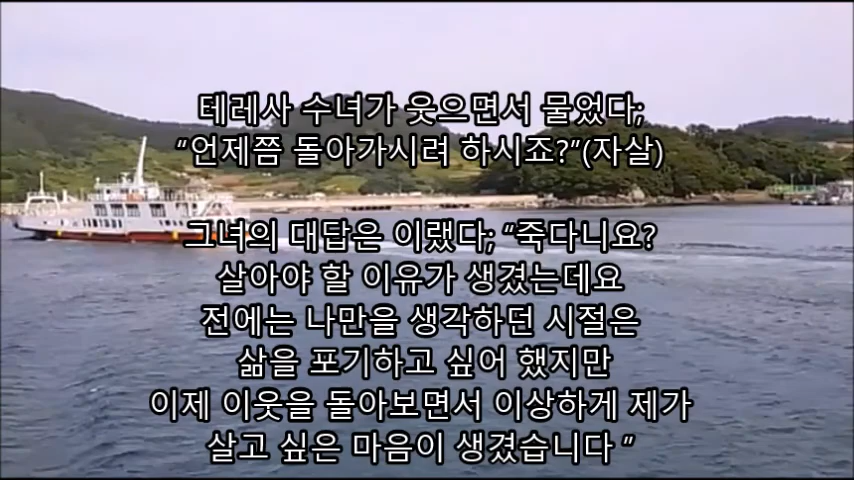 테레사 수녀가 웃으면서 물었다;
“언제쯤 돌아가시려 하시죠?”(자살)
그녀의 대답은 이랬다; “죽다니요?
살아야 할 이유가 생겼는데요
전에는 나만을 생각하던 시절은
삶을 포기하고 싶어 했지만
이제 이웃을 돌아보면서 이상하게 제가
살고 싶은 마음이 생겼습니다 ”